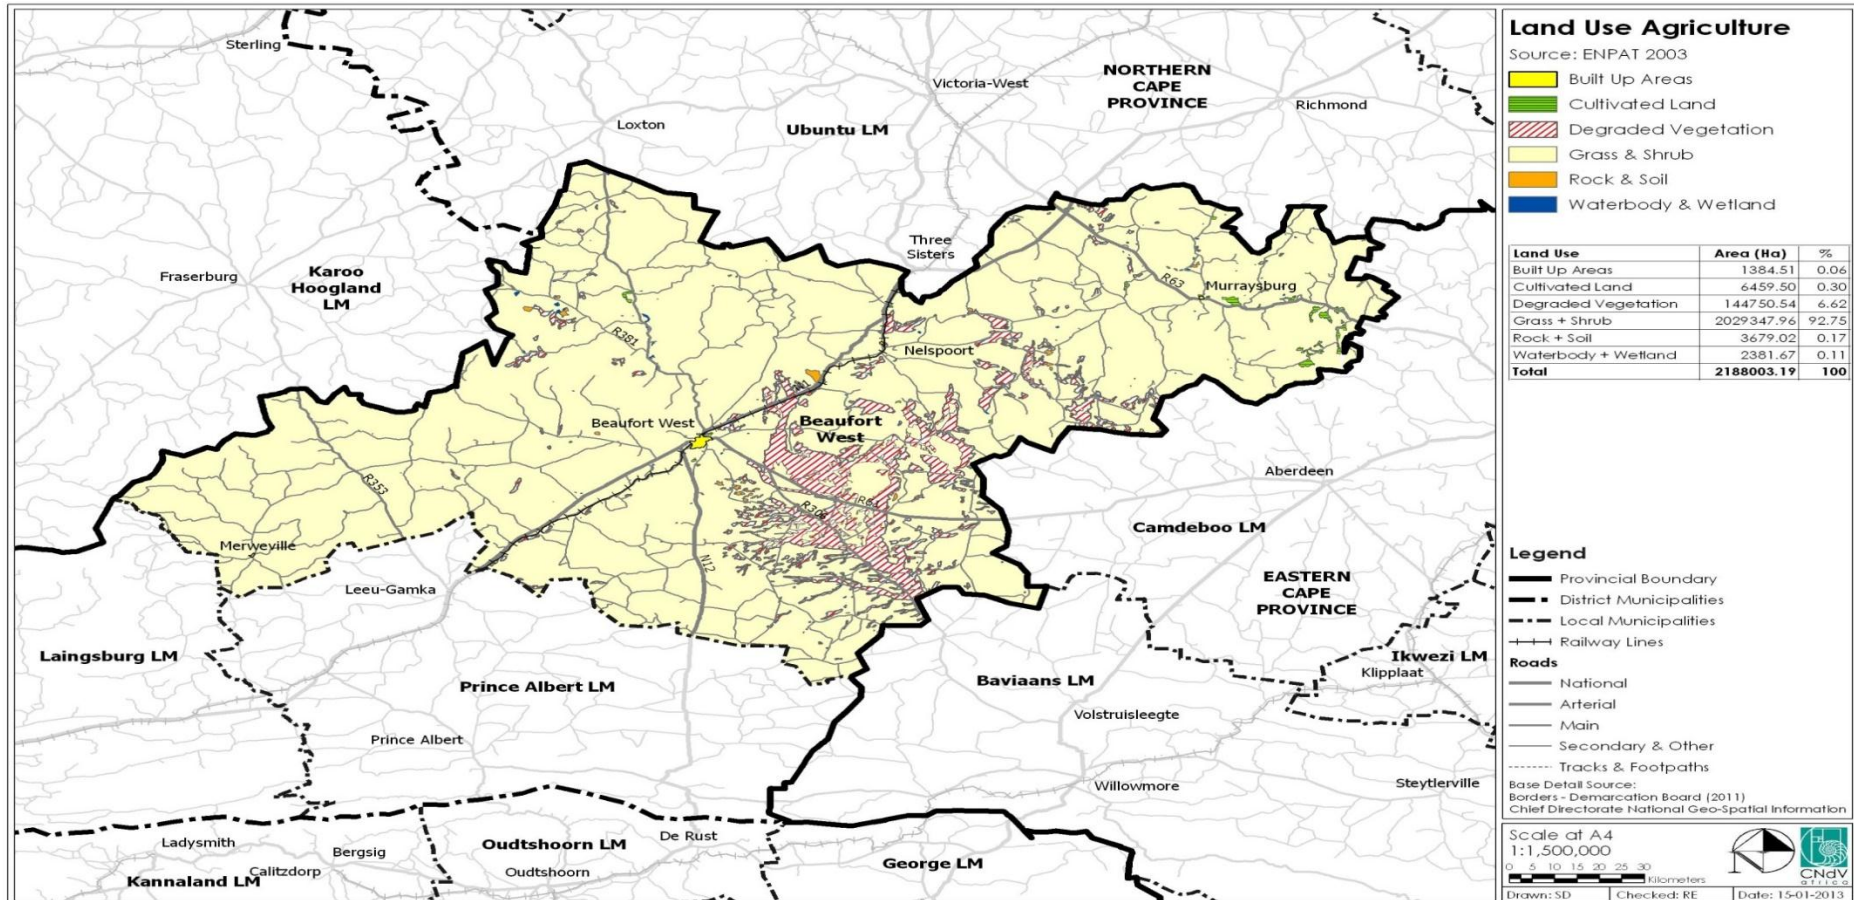 Sterling
Victoria-West
NORTHERN
CAPE
PROVINCE
Richmond
Loxton
Ubuntu LM
Three
Sisters
Fraserburg
Karoo
Hoogland
LM
R63
Murraysburg
R381
Nelspoort
N1
Beaufort West
Beaufort
West
R353
Aberdeen
R61
R306
Camdeboo LM
Merweville
N12
Leeu-Gamka
EASTERN
CAPE
PROVINCE
Laingsburg LM
Prince Albert LM
Baviaans LM
Ikwezi LM
Klipplaat
Volstruisleegte
Prince Albert
Willowmore
Steytlerville
Ladysmith
Bergsig
Calitzdorp
Kannaland LM
Oudtshoorn LM
Oudtshoorn
De Rust
George LM
Land Use Agriculture
Source: ENPAT 2003
Built Up Areas
Cultivated Land
Degraded Vegetation
Grass & Shrub
Rock & Soil
Waterbody & Wetland
Land Use Area (Ha) %
Built Up Areas 1384.51 0.06
Cultivated Land 6459.50 0.30
Degraded Vegetation 144750.54 6.62
Grass + Shrub 2029347.96 92.75
Rock + Soil 3679.02 0.17
Waterbody + Wetland 2381.67 0.11
Total 2188003.19 100
Legend
Provincial Boundary
District Municipalities
Local Municipalities
Railway Lines
Roads
National
Arterial
Main
Secondary & Other
Tracks & Footpaths
Base Detail Source:
Borders - Demarcation Board (2011)
Chief Directorate National Geo-Spatial Information
Scale at A4
1:1,500,000
0 5 10 15 20 25 30
Kilometers
N
CNdV
africa
Drawn: SD Checked: RE Date: 15-01-2013